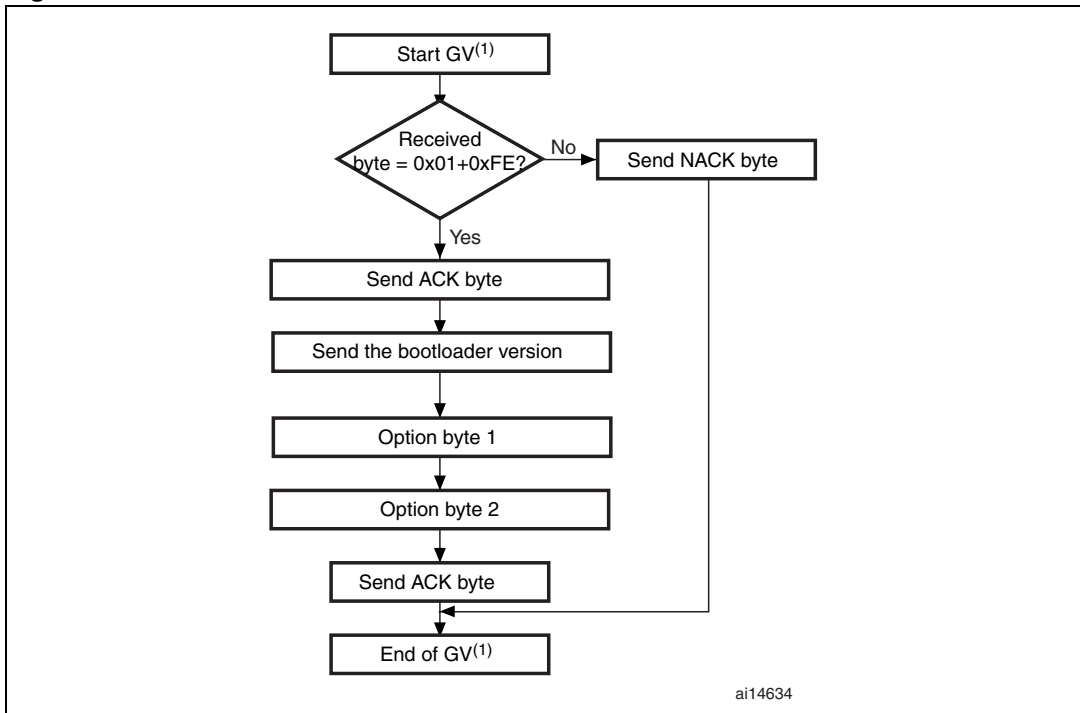 Start GV(1)
Received
byte = 0x01+0xFE?
No
Send NACK byte
Yes
Send ACK byte
Send the bootloader version
Option byte 1
Option byte 2
Send ACK byte
End of GV(1)
ai14634